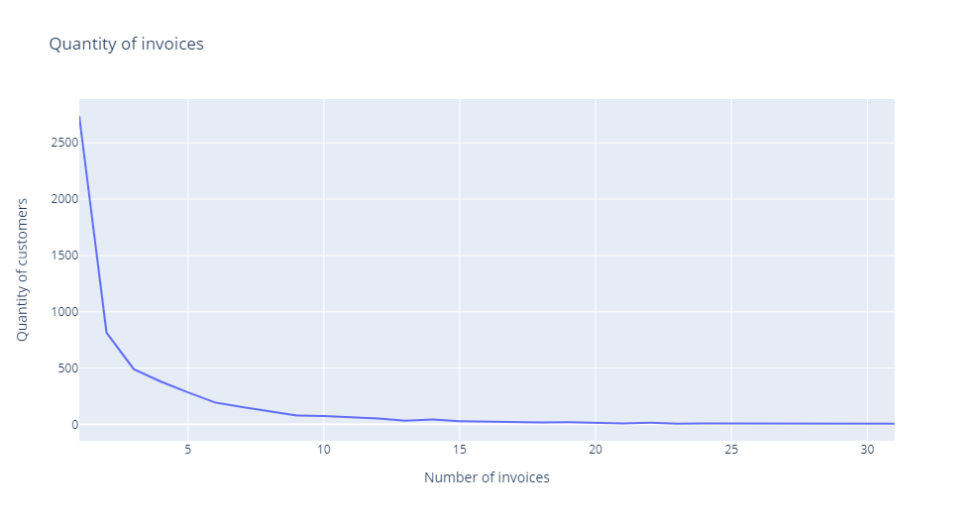 Quantity of invoices
2500
2000
1500
1000
500
0
Quantity of customers
5 10 15 20 25 30
Number of invoices